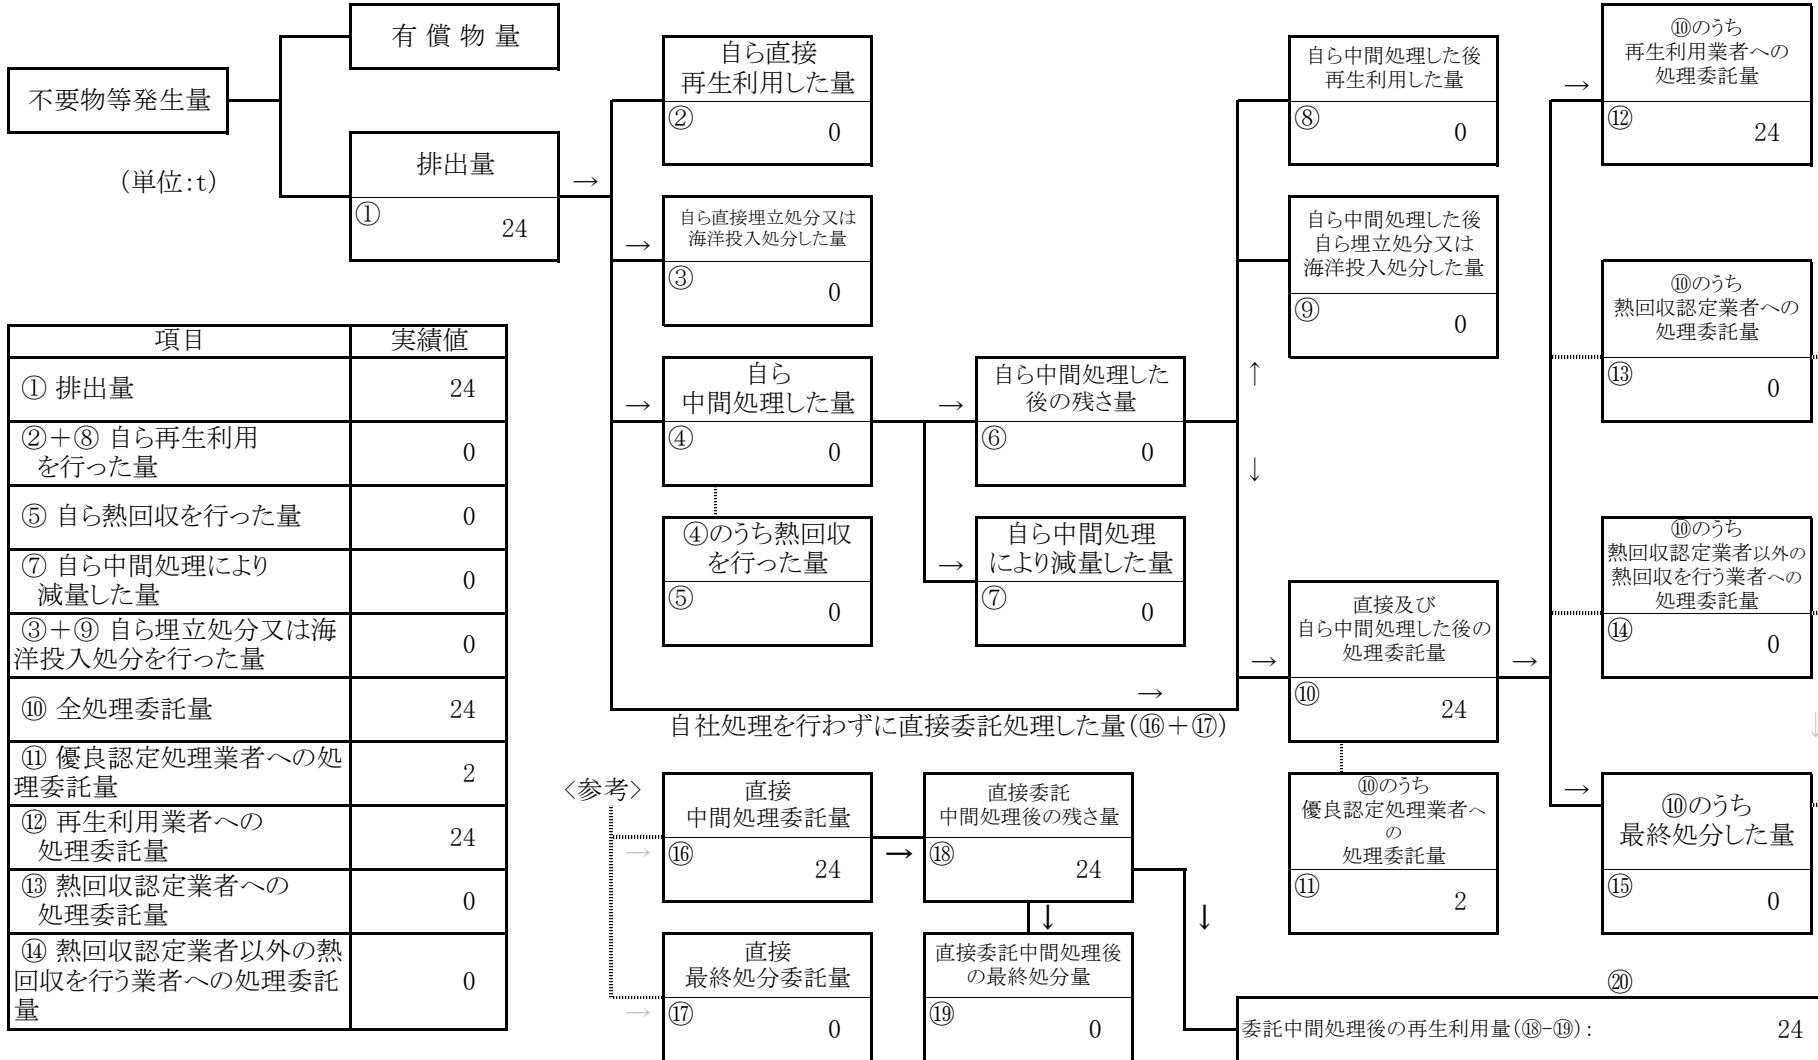 有 償 物 量
不要物等発生量
(単位:t)
排出量
①
24
→
自ら直接
再生利用した量
②
0
→
自ら直接埋立処分又は
海洋投入処分した量
③
0
→
自ら
中間処理した量
④
0
④のうち熱回収
を行った量
⑤
0
→
自ら中間処理した
後の残さ量
⑥
0
→
自ら中間処理
により減量した量
⑦
0
↑
↓
自ら中間処理した後
再生利用した量
⑧
0
自ら中間処理した後
自ら埋立処分又は
海洋投入処分した量
⑨
0
→
自社処理を行わずに直接委託処理した量(⑯+⑰)
→
直接及び
自ら中間処理した後の
処理委託量
⑩
24
→
⑩のうち
優良認定処理業者へ
の
処理委託量
⑪
2
→
⑩のうち
再生利用業者への
処理委託量
⑫
24
⑩のうち
熱回収認定業者への
処理委託量
⑬
0
⑩のうち
熱回収認定業者以外の
熱回収を行う業者への
処理委託量
⑭
0
↓
→
⑩のうち
最終処分した量
⑮
0
項目 実績値
① 排出量 24
②+⑧ 自ら再生利用
を行った量 0
⑤ 自ら熱回収を行った量 0
⑦ 自ら中間処理により
減量した量 0
③+⑨ 自ら埋立処分又は海
洋投入処分を行った量 0
⑩ 全処理委託量 24
⑪ 優良認定処理業者への処
理委託量 2
⑫ 再生利用業者への
処理委託量 24
⑬ 熱回収認定業者への
処理委託量 0
⑭ 熱回収認定業者以外の熱
回収を行う業者への処理委託
量 0
<参考>
→
直接
中間処理委託量
⑯
24
→
直接委託
中間処理後の残さ量
⑱
24
↓
↓
→
直接
最終処分委託量
⑰
0
直接委託中間処理後
の最終処分量
⑲
0
⑳
委託中間処理後の再生利用量(⑱-⑲): 24